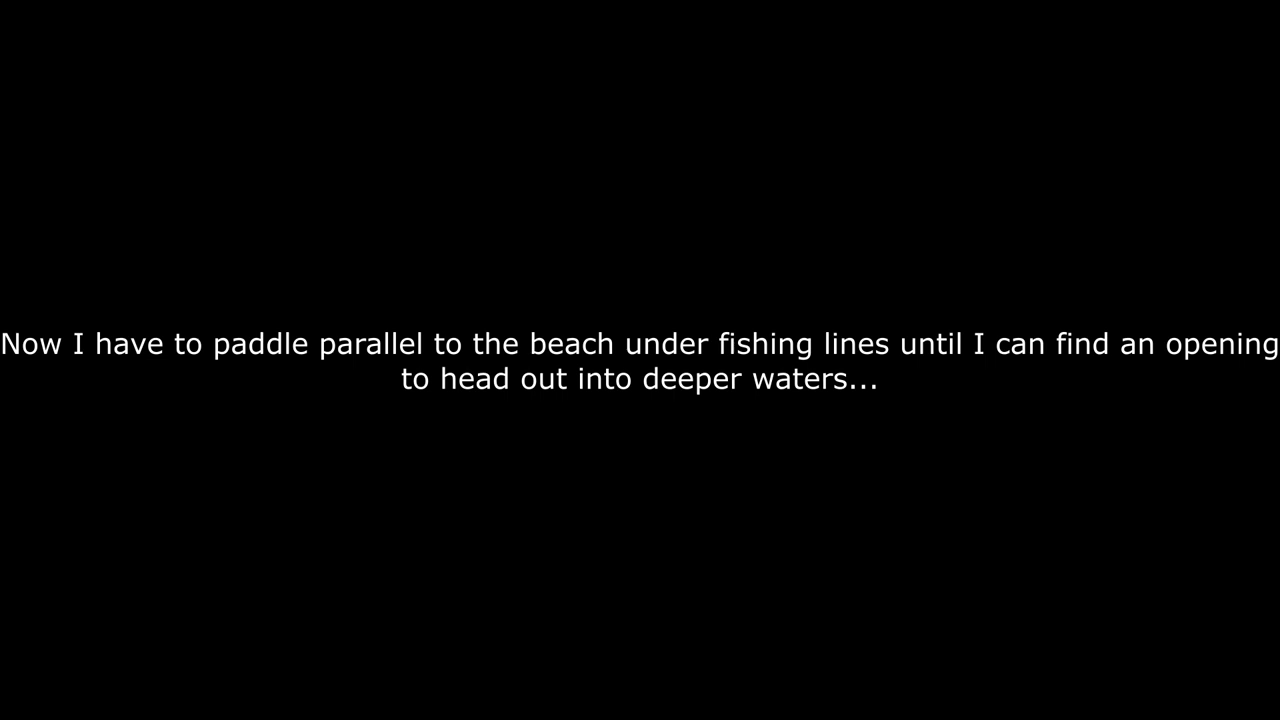 Now I have to paddle parallel to the beach under fishing lines until I can find an opening
to head out into deeper waters...